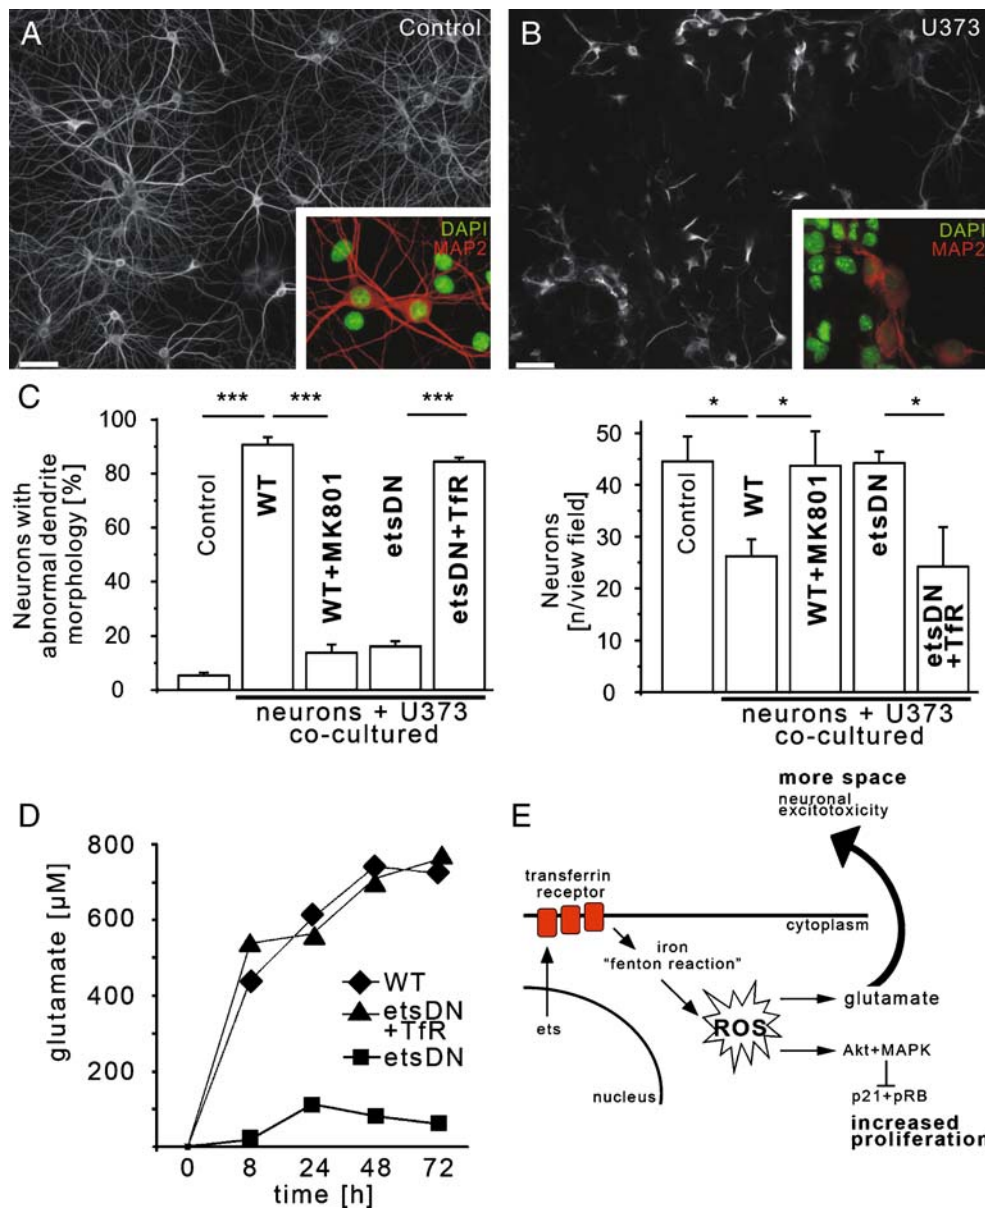 A
Control
DAPI
MAP2
B
U373
DAPI
MAP2
C
Neurons with
abnormal dendrite
morphology [%]
100
80
60
40
20
0
***
***
***
Control
WT
WT+MK801
etsDN
etsDN+TfR
neurons + U373
co-cultured
Neurons
[n/view field]
50
40
30
20
10
0
*
*
*
Control
WT
WT+MK801
etsDN
etsDN
+TfR
neurons + U373
co-cultured
D
glutamate [µM]
800
600
400
200
0
8
24
48
72
time [h]
WT
etsDN
+TfR
etsDN
E
more space
neuronal
excitotoxicity
transferrin
receptor
cytoplasm
iron
"fenton reaction"
ets
ROS
glutamate
Akt+MAPK
nucleus
p21+pRB
increased
proliferation